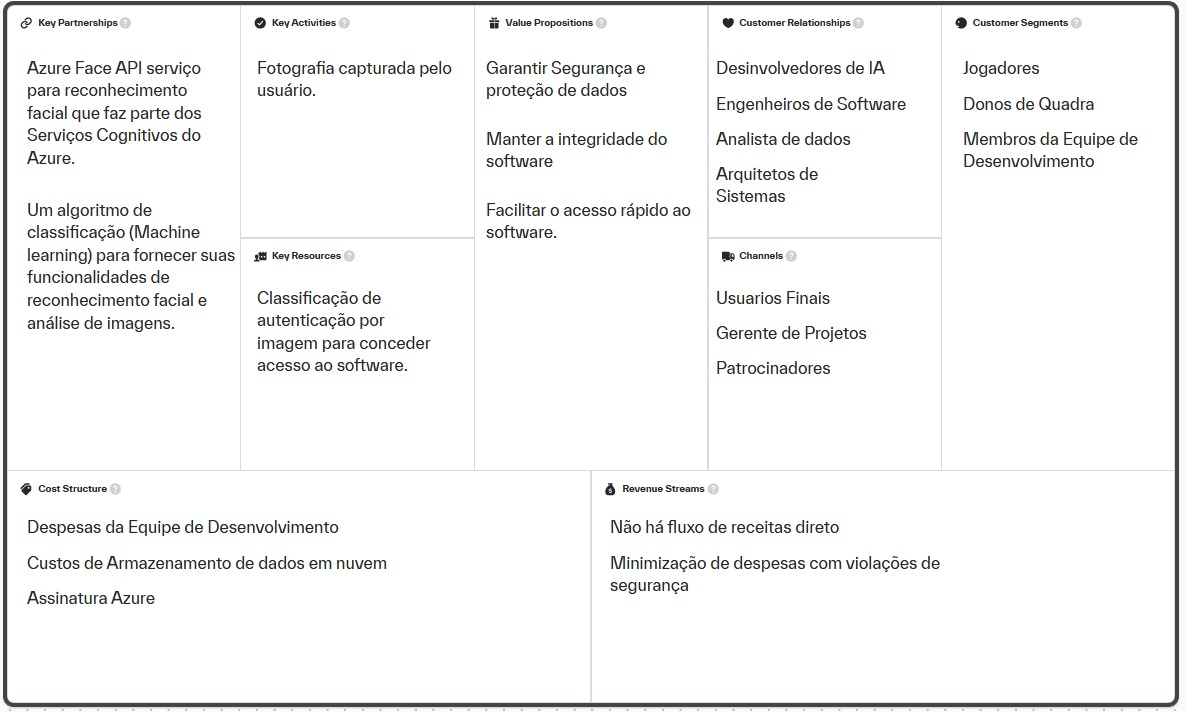 Key Partnerships ?
Azure Face API serviço
para reconhecimento
facial que faz parte dos
Serviços Cognitivos do
Azure.
Um algoritmo de
classificação (Machine
learning) para fornecer suas
funcionalidades de
reconhecimento facial e
análise de imagens.
Key Activities ?
Fotografia capturada pelo
usuário.
Key Resources ?
Classificação de
autenticação por
imagem para conceder
acesso ao software.
Value Propositions ?
Garantir Segurança e
proteção de dados
Manter a integridade do
software
Facilitar o acesso rápido ao
software.
Customer Relationships ?
Desinvolvedores de IA
Engenheiros de Software
Analista de dados
Arquitetos de
Sistemas
Channels ?
Usuarios Finais
Gerente de Projetos
Patrocinadores
Customer Segments ?
Jogadores
Donos de Quadra
Membros da Equipe de
Desenvolvimento
Cost Structure ?
Despesas da Equipe de Desenvolvimento
Custos de Armazenamento de dados em nuvem
Assinatura Azure
Revenue Streams ?
Não há fluxo de receitas direto
Minimização de despesas com violações de
segurança